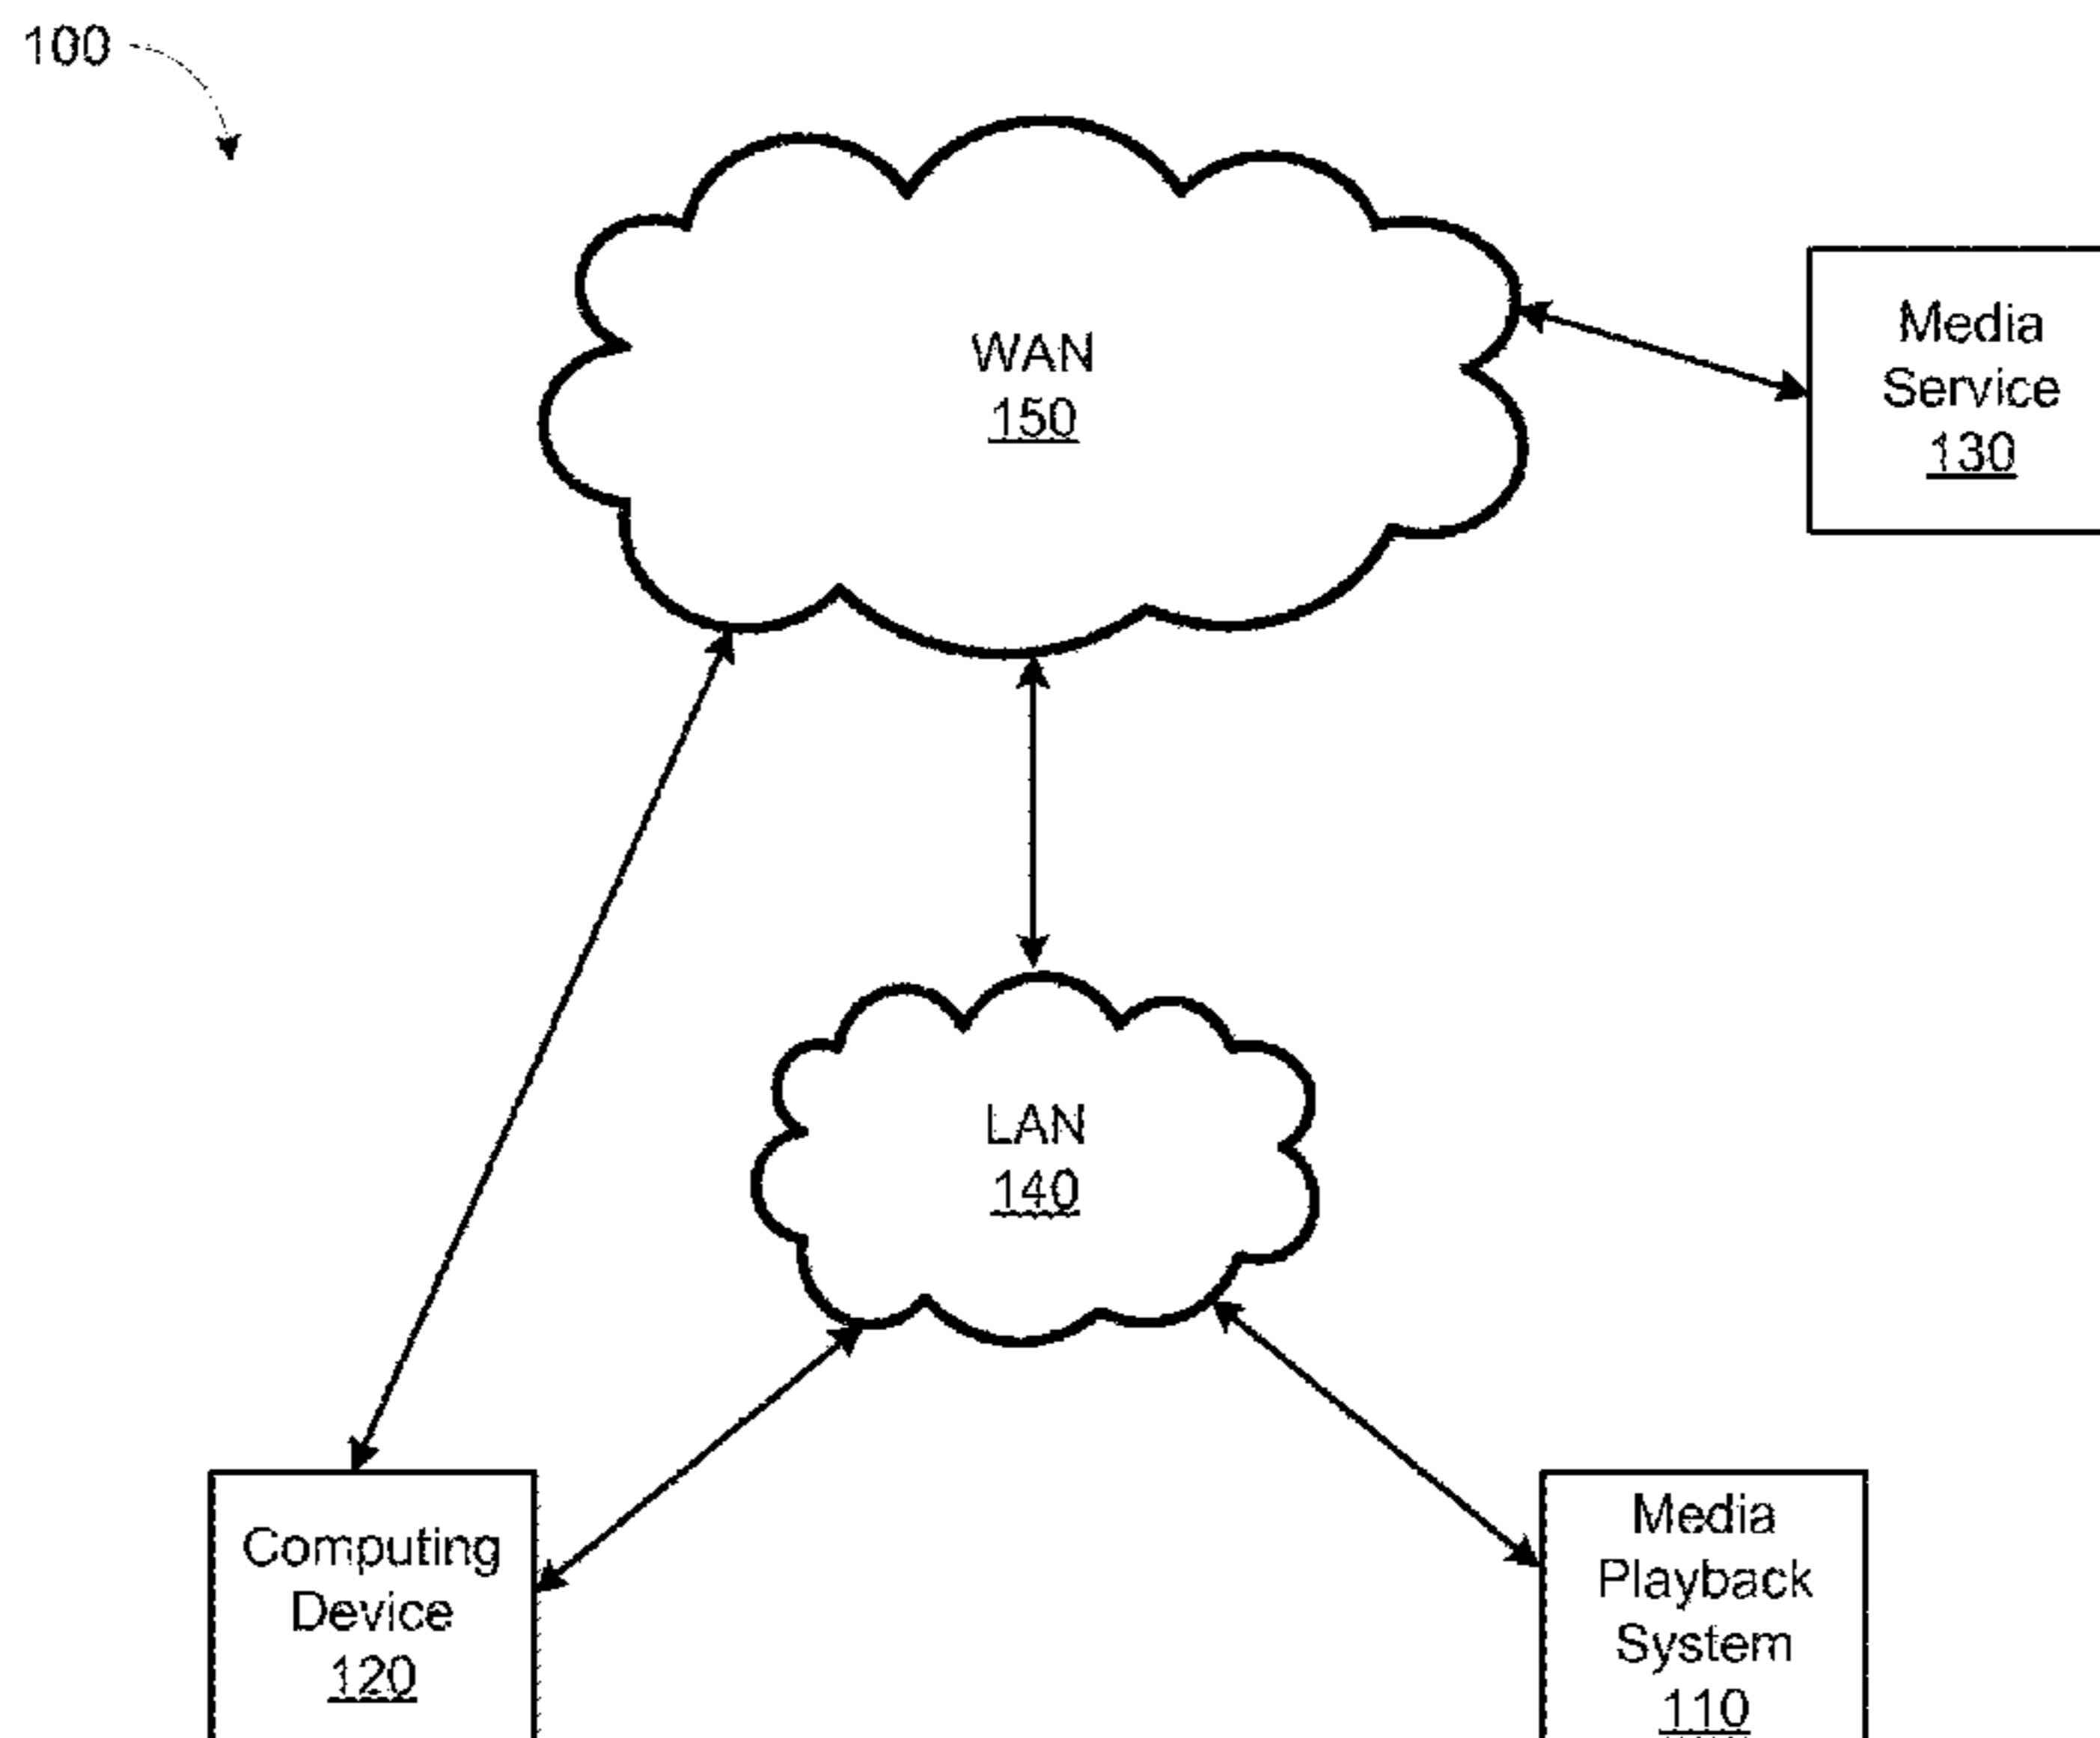 100
WAN
150
Media
Service
130
LAN
140
Computing
Device
120
Media
Playback
System
110